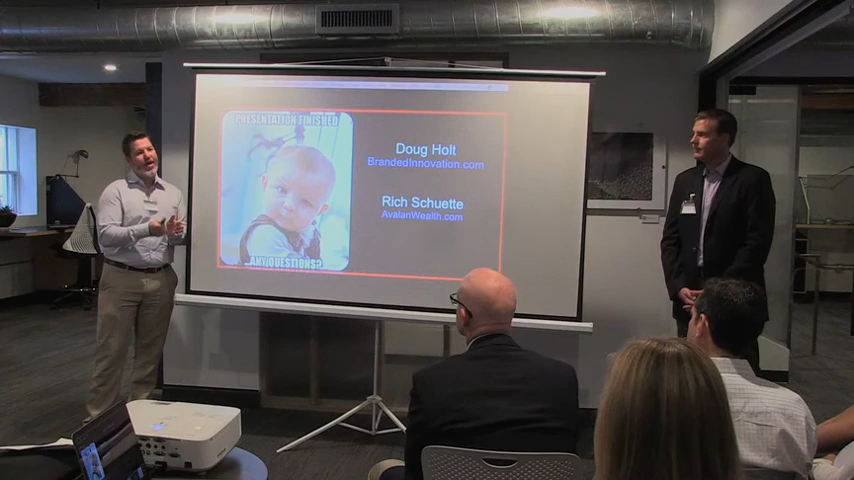 PRESENTATION FINISHED
...ANY QUESTIONS?
Doug Holt
BrandedInnovation.com
Rich Schuette
AvalanWealth.com